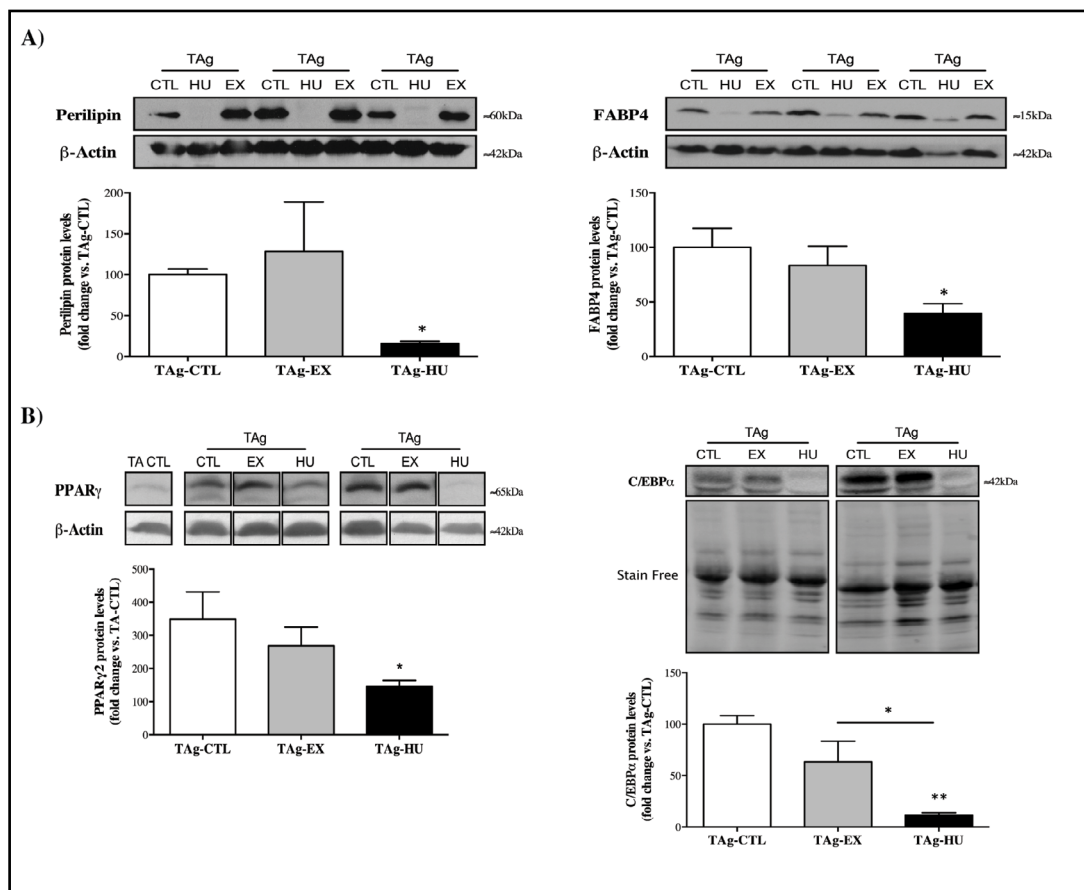 A)
TAg TAg TAg
CTL HU EX CTL HU EX CTL HU EX
Perilipin ≈60kDa
β-Actin ≈42kDa
Perilipin protein levels
(fold change vs. TAg-CTL)
200
150
100
50
0
TAg-CTL TAg-EX TAg-HU
*
TAg TAg TAg
CTL HU EX CTL HU EX CTL HU EX
FABP4 ≈15kDa
β-Actin ≈42kDa
FABP4 protein levels
(fold change vs. TAg-CTL)
150
100
50
0
TAg-CTL TAg-EX TAg-HU
*
B)
TAg TAg
TA CTL CTL EX HU CTL EX HU
PPARγ ≈65kDa
β-Actin ≈42kDa
PPARγ2 protein levels
(fold change vs. TA-CTL)
500
400
300
200
100
0
TAg-CTL TAg-EX TAg-HU
*
TAg TAg
CTL EX HU CTL EX HU
C/EBPα ≈42kDa
Stain Free
C/EBPα protein levels
(fold change vs. TAg-CTL)
150
100
50
0
TAg-CTL TAg-EX TAg-HU
*
**